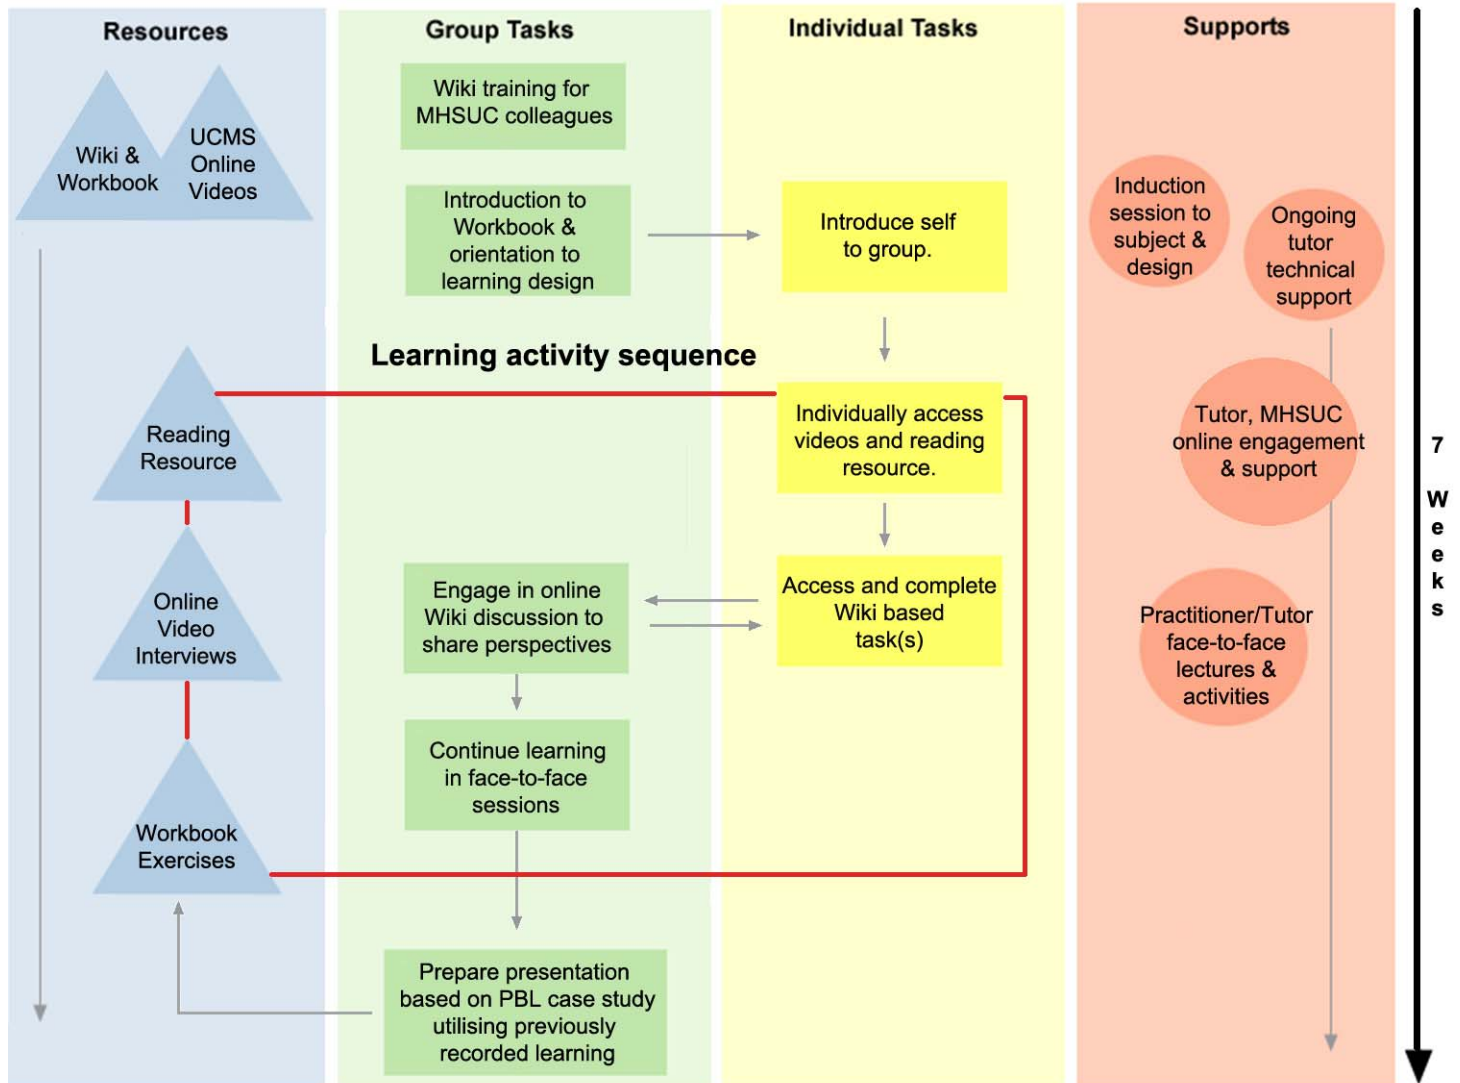 Resources
Wiki &
Workbook
UCMS
Online
Videos
Reading
Resource
Online
Video
Interviews
Workbook
Exercises
Group Tasks
Wiki training for
MHSUC colleagues
Introduction to
Workbook &
orientation to
learning design
Learning activity sequence
Engage in online
Wiki discussion to
share perspectives
Continue learning
in face-to-face
sessions
Prepare presentation
based on PBL case study
utilising previously
recorded learning
Individual Tasks
Introduce self
to group.
Individually access
videos and reading
resource.
Access and complete
Wiki based
task(s)
Supports
Induction
session to
subject &
design
Ongoing
tutor
technical
support
Tutor, MHSUC
online engagement
& support
Practitioner/Tutor
face-to-face
lectures &
activities
7
W
e
e
k
s